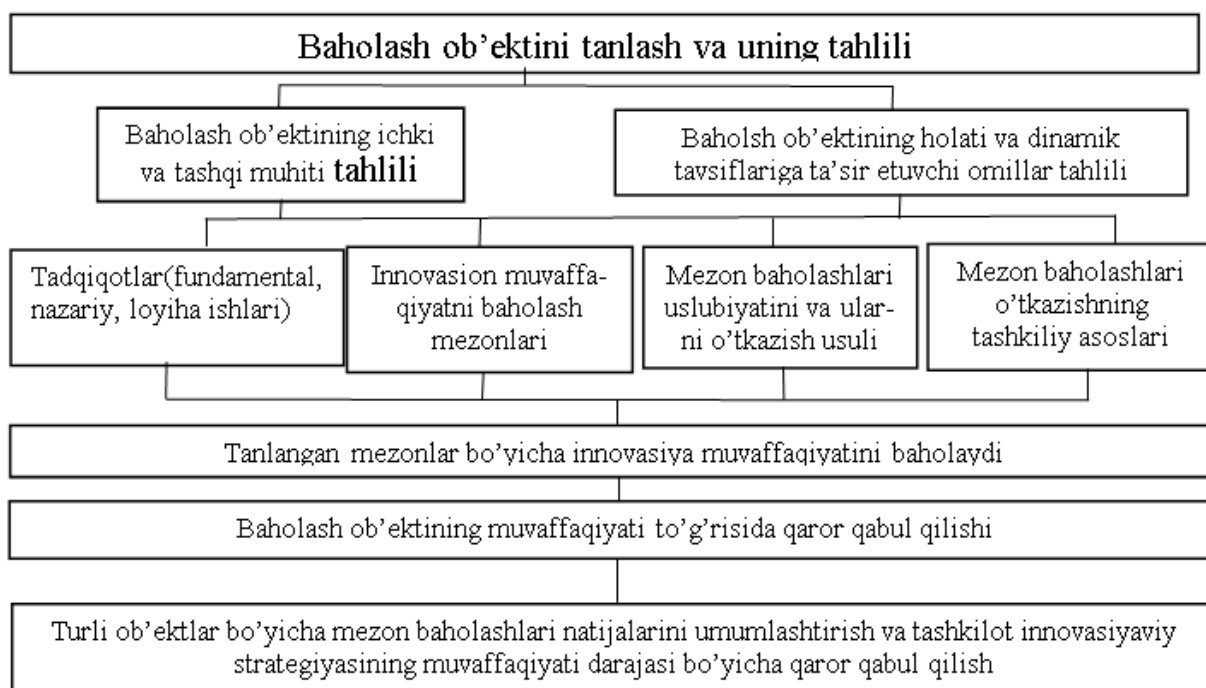 Baholash ob’ektini tanlash va uning tahlili
Baholash ob’ektining ichki
va tashqi muhiti tahlili
Baholsh ob’ektining holati va dinamik
tavsiflariga ta’sir etuvchi omillar tahlili
Tadqiqotlar(fundamental,
nazariy, loyiha ishlari)
Innovasion muvaffa-
qiyatni baholash
mezonlari
Mezon baholashlari
uslubiyatini va ular-
ni o’tkazish usuli
Mezon baholashlari
o’tkazishning
tashkiliy asoslari
Tanlangan mezonlar bo’yicha innovasiya muvaffaqiyatini baholaydi
Baholash ob’ektining muvaffaqiyati to’g’risida qaror qabul qilishi
Turli ob’ektlar bo’yicha mezon baholashlari natijalarini umumlashtirish va tashkilot innovasiyaviy
strategiyasining muvaffaqiyati darajasi bo’yicha qaror qabul qilish